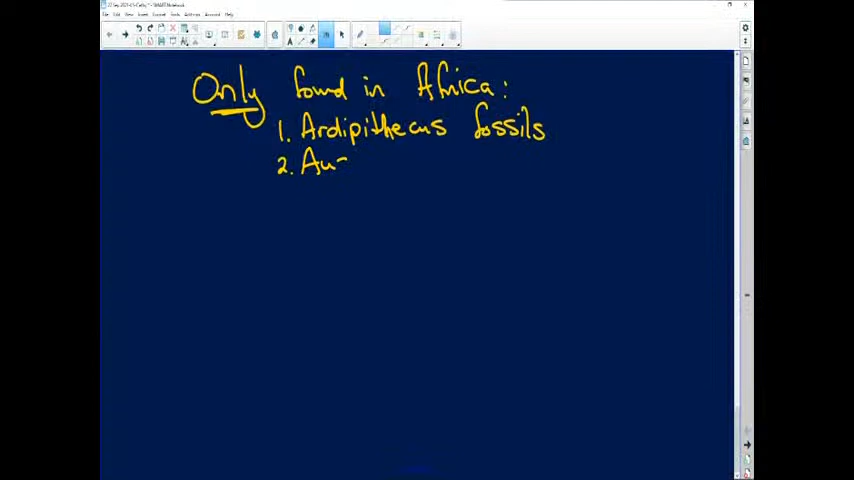 Only found in Africa:
1. Ardipithecus fossils
2. Au-